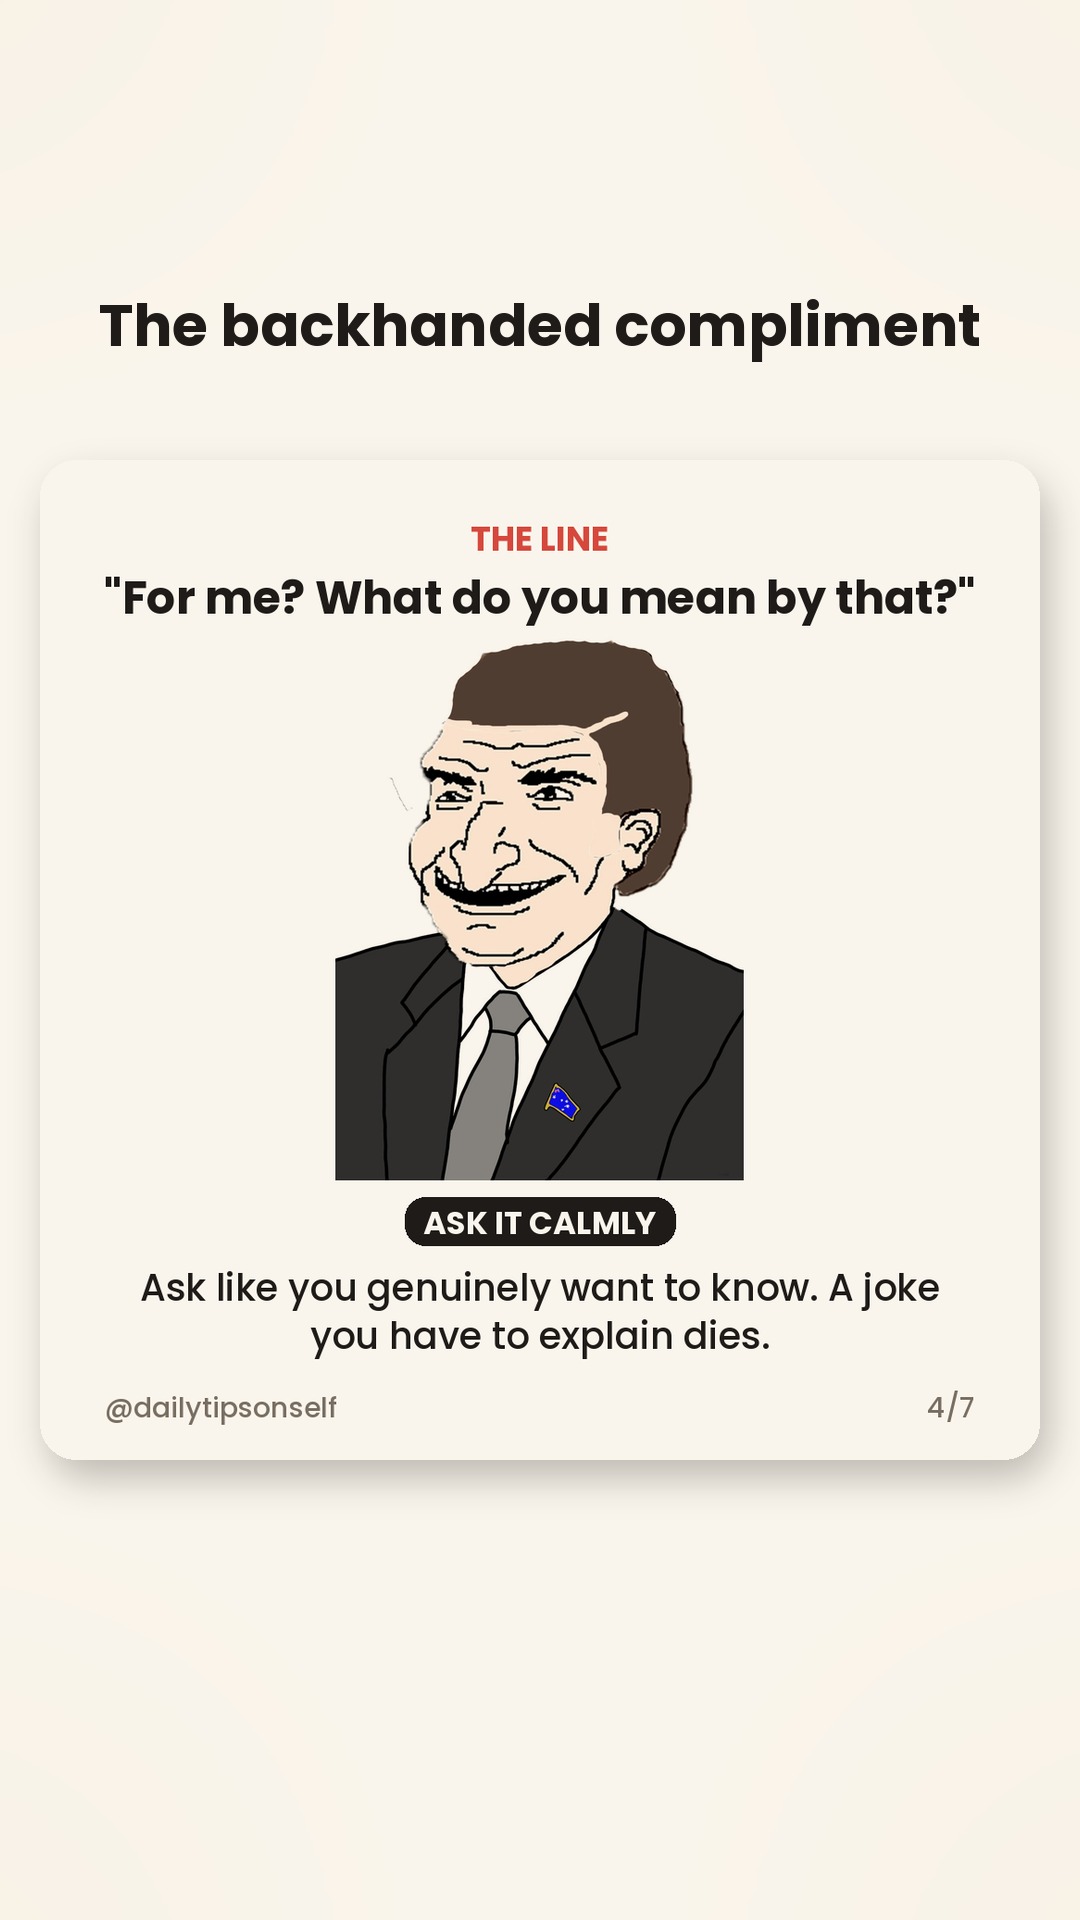 The backhanded compliment
THE LINE
"For me? What do you mean by that?"
ASK IT CALMLY
Ask like you genuinely want to know. A joke
you have to explain dies.
@dailytipsonself
4/7